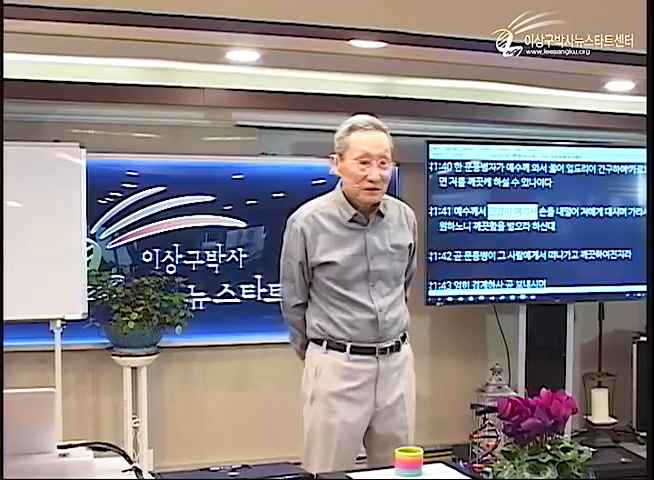 이상구박사뉴스타트센터
www.leesangku.org
이상구박사
뉴스타트
1:40 한 문둥병자가 예수께 와서 꿇어 엎드리어 간구하여 가로
면 저를 깨끗케 하실 수 있나이다
1:41 예수께서 손을 내밀어 저에게 대시며 가라사
원하노니 깨끗함을 받으라 하신대
1:42 곧 문둥병이 그 사람에게서 떠나가고 깨끗하여진지라
1:43 엄히 경계하사 곧 보내시며